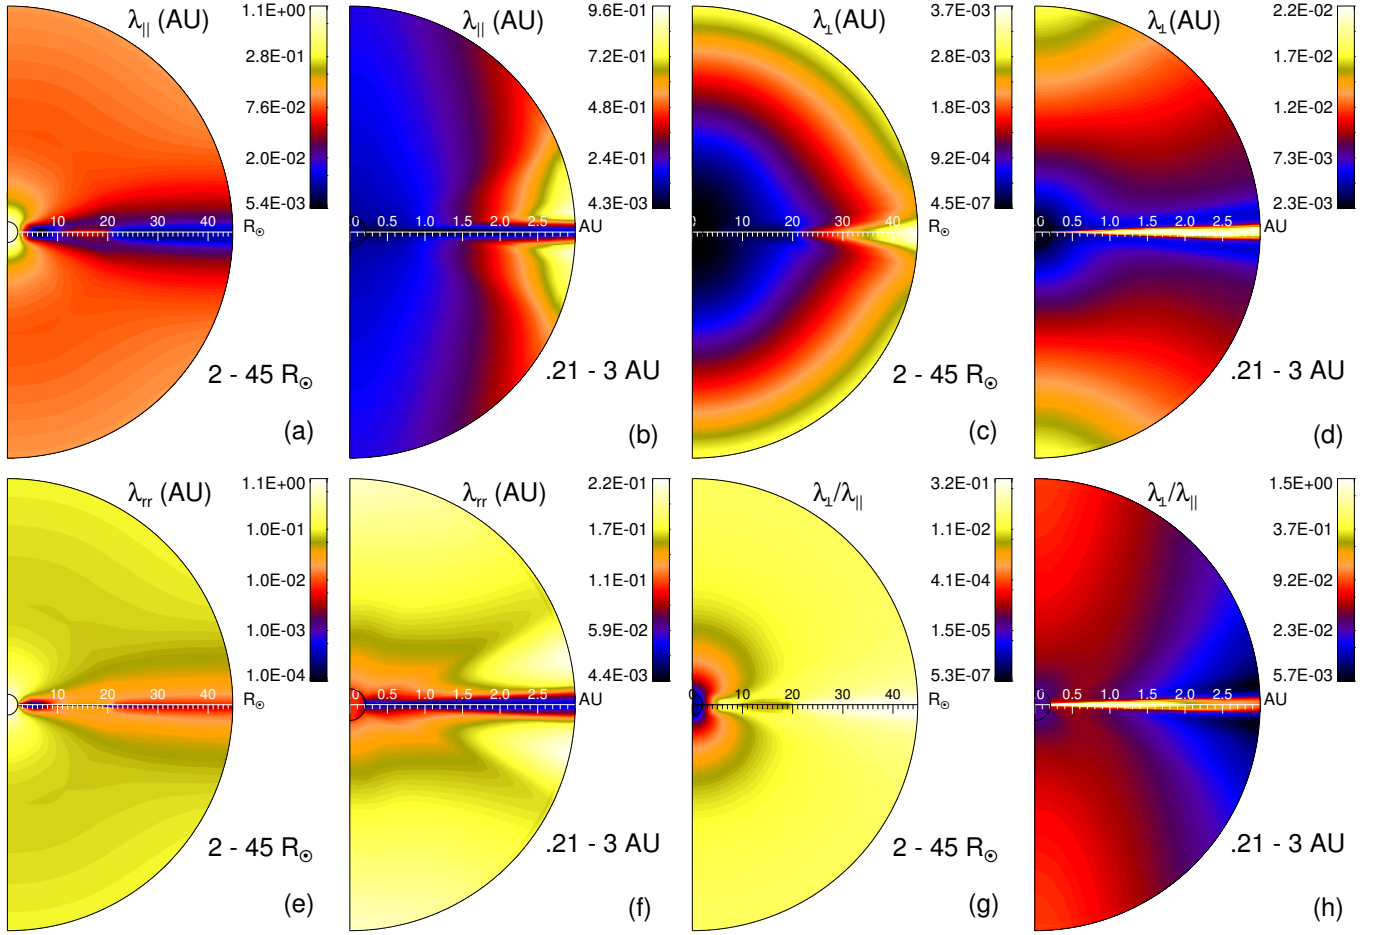 λ|| (AU)
1.1E+00
2.8E-01
7.6E-02
2.0E-02
5.4E-03
10 20 30 40
R☉
2 - 45 R☉
(a)
λ|| (AU)
9.6E-01
7.2E-01
4.8E-01
2.4E-01
4.3E-03
0 0.5 1.0 1.5 2.0 2.5
AU
.21 - 3 AU
(b)
λ⊥(AU)
3.7E-03
1.8E-03
1.8E-03
9.2E-04
4.5E-07
0 10 20 30 40
R☉
2 - 45 R☉
(c)
λ⊥(AU)
2.2E-02
1.7E-02
1.2E-02
7.3E-03
2.3E-03
0 0.5 1.0 1.5 2.0 2.5
AU
.21 - 3 AU
(d)
λrr (AU)
1.1E+00
1.0E-01
1.0E-02
1.0E-03
1.0E-04
10 20 30 40
R☉
2 - 45 R☉
(e)
λrr (AU)
2.2E-01
1.7E-01
1.1E-01
5.9E-02
4.4E-03
0 0.5 1.0 1.5 2.0 2.5
AU
.21 - 3 AU
(f)
λ⊥/λ||
3.2E-01
1.1E-02
4.1E-04
1.5E-05
5.3E-07
0 10 20 30 40
R☉
2 - 45 R☉
(g)
λ⊥/λ||
1.5E+00
3.7E-01
9.2E-02
2.3E-02
5.7E-03
0 0.5 1.0 1.5 2.0 2.5
AU
.21 - 3 AU
(h)